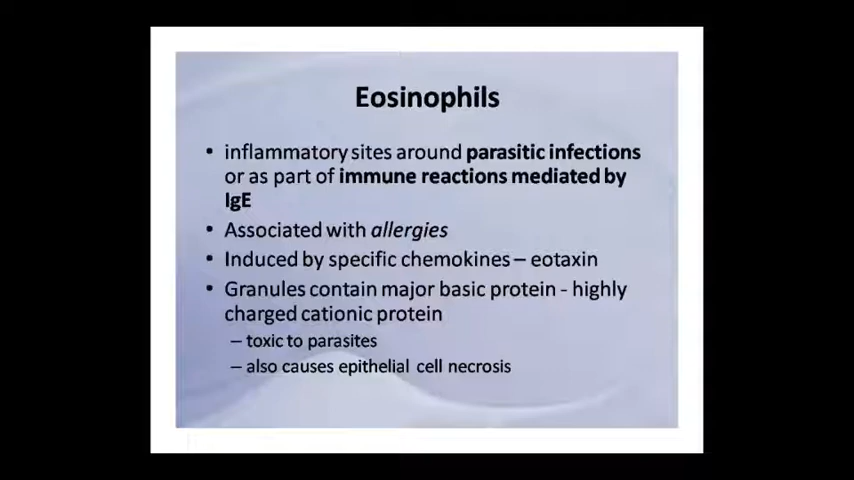 Eosinophils
• inflammatory sites around parasitic infections
or as part of immune reactions mediated by
IgE
• Associated with allergies
• Induced by specific chemokines – eotaxin
• Granules contain major basic protein - highly
charged cationic protein
– toxic to parasites
– also causes epithelial cell necrosis